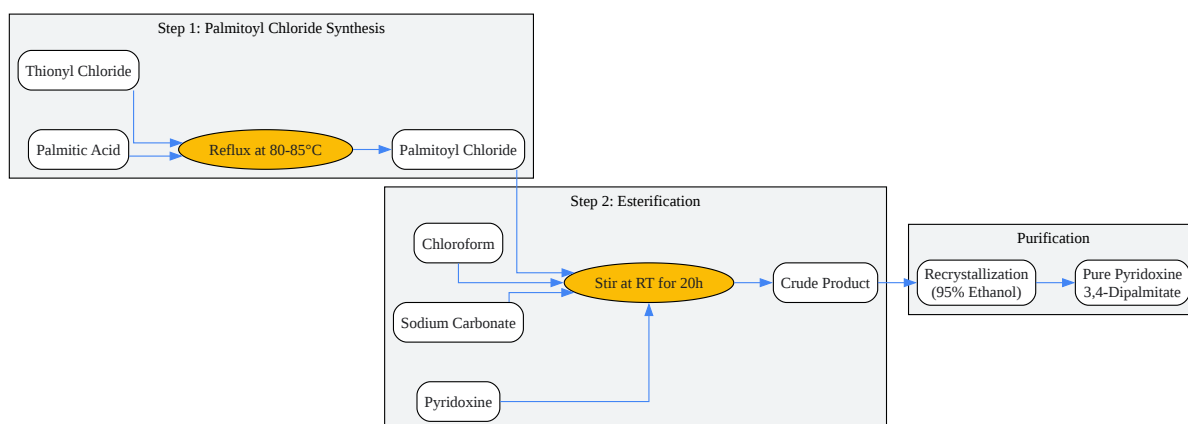 Step 1: Palmitoyl Chloride Synthesis
Thionyl Chloride
Palmitic Acid
Reflux at 80-85°C
Palmitoyl Chloride
Step 2: Esterification
Chloroform
Sodium Carbonate
Pyridoxine
Stir at RT for 20h
Crude Product
Purification
Recrystallization
(95% Ethanol)
Pure Pyridoxine
3,4-Dipalmitate